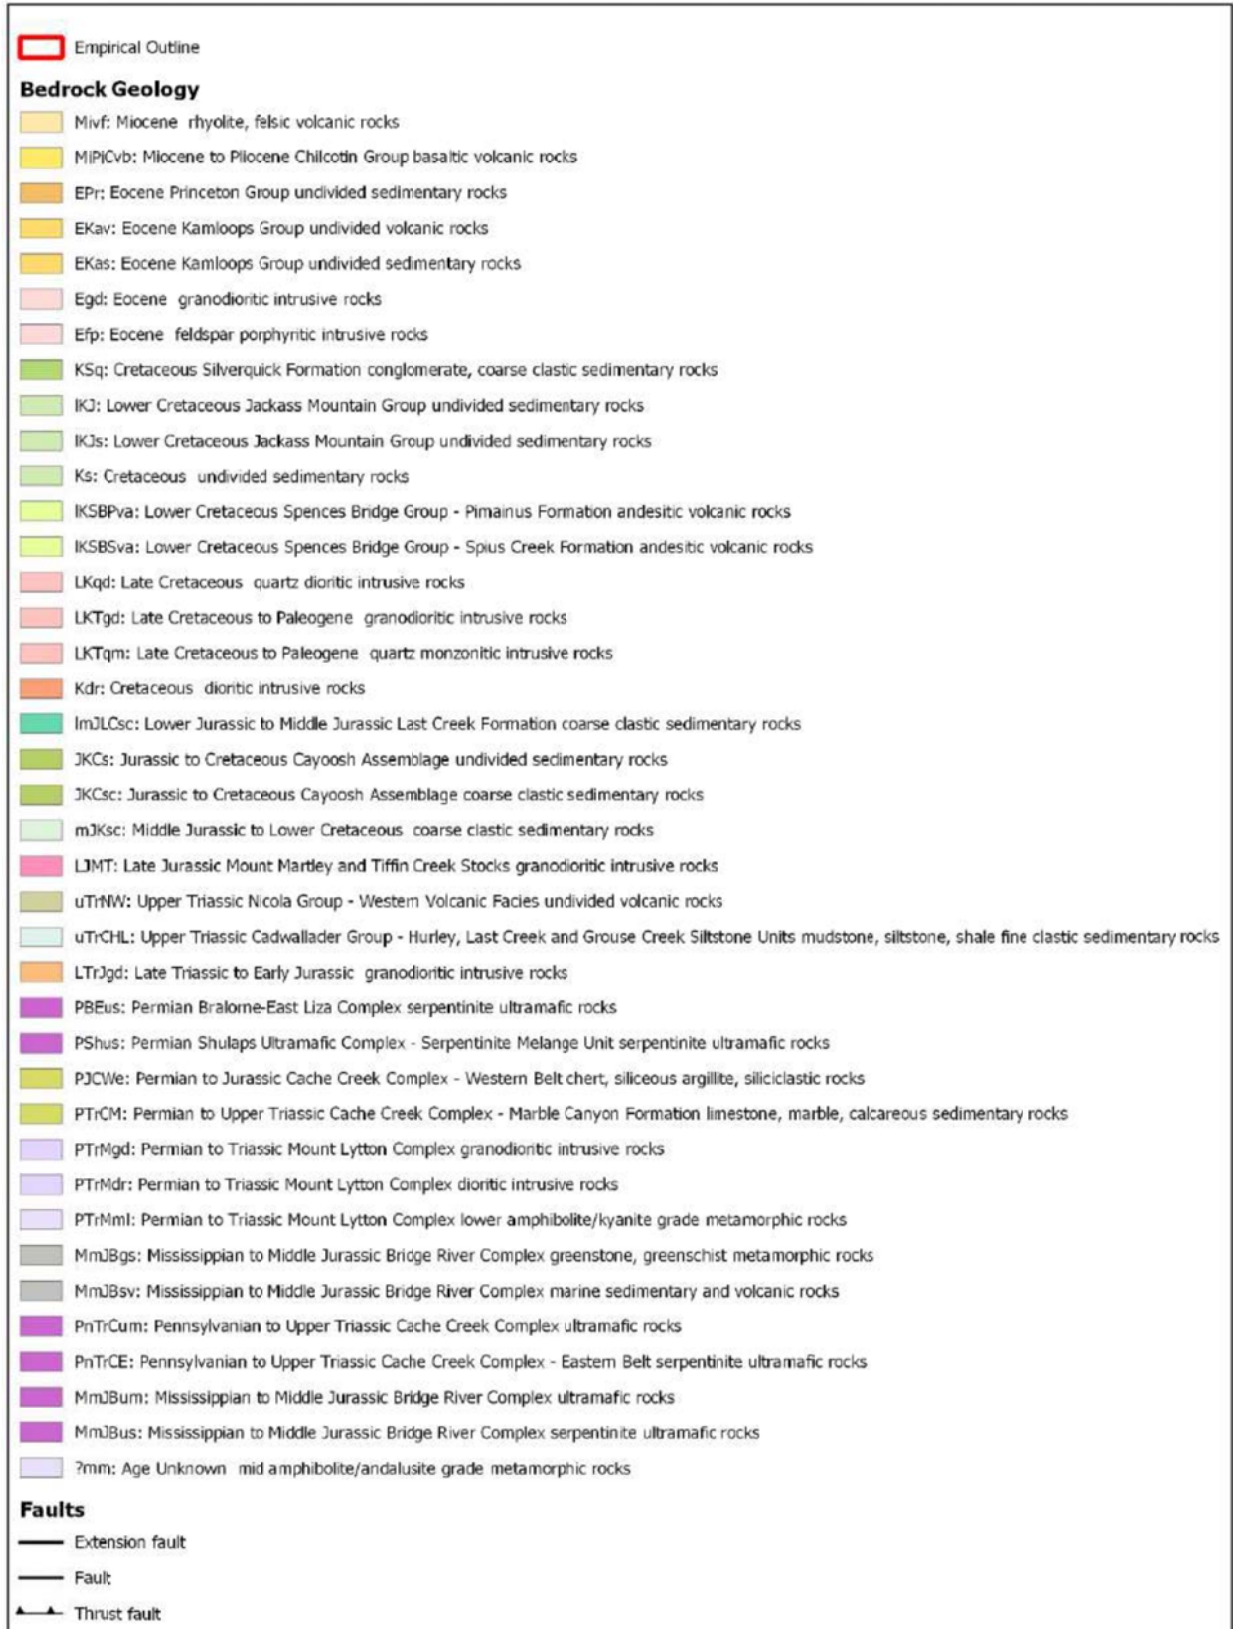 Empirical Outline
Bedrock Geology
Mivf: Miocene rhyolite, felsic volcanic rocks
MiPiCvb: Miocene to Pliocene Chilcotin Group basaltic volcanic rocks
EPr: Eocene Princeton Group undivided sedimentary rocks
EKav: Eocene Kamloops Group undivided volcanic rocks
EKas: Eocene Kamloops Group undivided sedimentary rocks
Egd: Eocene granodioritic intrusive rocks
Efp: Eocene feldspar porphyritic intrusive rocks
KSq: Cretaceous Silverquick Formation conglomerate, coarse clastic sedimentary rocks
lKJ: Lower Cretaceous Jackass Mountain Group undivided sedimentary rocks
lKJs: Lower Cretaceous Jackass Mountain Group undivided sedimentary rocks
Ks: Cretaceous undivided sedimentary rocks
lKSBPva: Lower Cretaceous Spences Bridge Group - Pimainus Formation andesitic volcanic rocks
lKSBSva: Lower Cretaceous Spences Bridge Group - Spius Creek Formation andesitic volcanic rocks
LKqd: Late Cretaceous quartz dioritic intrusive rocks
LKTgd: Late Cretaceous to Paleogene granodioritic intrusive rocks
LKTqm: Late Cretaceous to Paleogene quartz monzonitic intrusive rocks
Kdr: Cretaceous dioritic intrusive rocks
lmJLCsc: Lower Jurassic to Middle Jurassic Last Creek Formation coarse clastic sedimentary rocks
JKCs: Jurassic to Cretaceous Cayoosh Assemblage undivided sedimentary rocks
JKCsc: Jurassic to Cretaceous Cayoosh Assemblage coarse clastic sedimentary rocks
mJKsc: Middle Jurassic to Lower Cretaceous coarse clastic sedimentary rocks
LJMT: Late Jurassic Mount Martley and Tiffin Creek Stocks granodioritic intrusive rocks
uTrNW: Upper Triassic Nicola Group - Western Volcanic Facies undivided volcanic rocks
uTrCHL: Upper Triassic Cadwallader Group - Hurley, Last Creek and Grouse Creek Siltstone Units mudstone, siltstone, shale fine clastic sedimentary rocks
LTrJgd: Late Triassic to Early Jurassic granodioritic intrusive rocks
PBEus: Permian Bralorne-East Liza Complex serpentinite ultramafic rocks
PShus: Permian Shulaps Ultramafic Complex - Serpentinite Melange Unit serpentinite ultramafic rocks
PJCWe: Permian to Jurassic Cache Creek Complex - Western Belt chert, siliceous argillite, siliciclastic rocks
PTrCM: Permian to Upper Triassic Cache Creek Complex - Marble Canyon Formation limestone, marble, calcareous sedimentary rocks
PTrMgd: Permian to Triassic Mount Lytton Complex granodioritic intrusive rocks
PTrMdr: Permian to Triassic Mount Lytton Complex dioritic intrusive rocks
PTrMml: Permian to Triassic Mount Lytton Complex lower amphibolite/kyanite grade metamorphic rocks
MmJBgs: Mississippian to Middle Jurassic Bridge River Complex greenstone, greenschist metamorphic rocks
MmJBsv: Mississippian to Middle Jurassic Bridge River Complex marine sedimentary and volcanic rocks
PnTrCum: Pennsylvanian to Upper Triassic Cache Creek Complex ultramafic rocks
PnTrCE: Pennsylvanian to Upper Triassic Cache Creek Complex - Eastern Belt serpentinite ultramafic rocks
MmJBum: Mississippian to Middle Jurassic Bridge River Complex ultramafic rocks
MmJBus: Mississippian to Middle Jurassic Bridge River Complex serpentinite ultramafic rocks
?mm: Age Unknown mid amphibolite/andalusite grade metamorphic rocks
Faults
Extension fault
Fault
Thrust fault